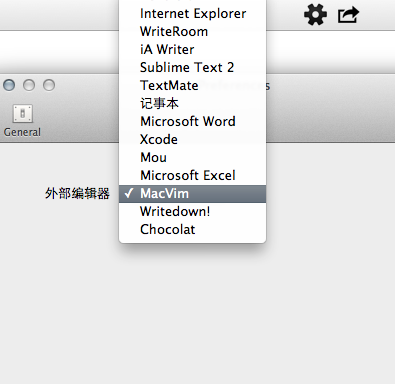 Internet Explorer
WriteRoom
iA Writer
Sublime Text 2
TextMate
记事本
Microsoft Word
Xcode
Mou
Microsoft Excel
外部编辑器 ✓ MacVim
Writedown!
Chocolat
General